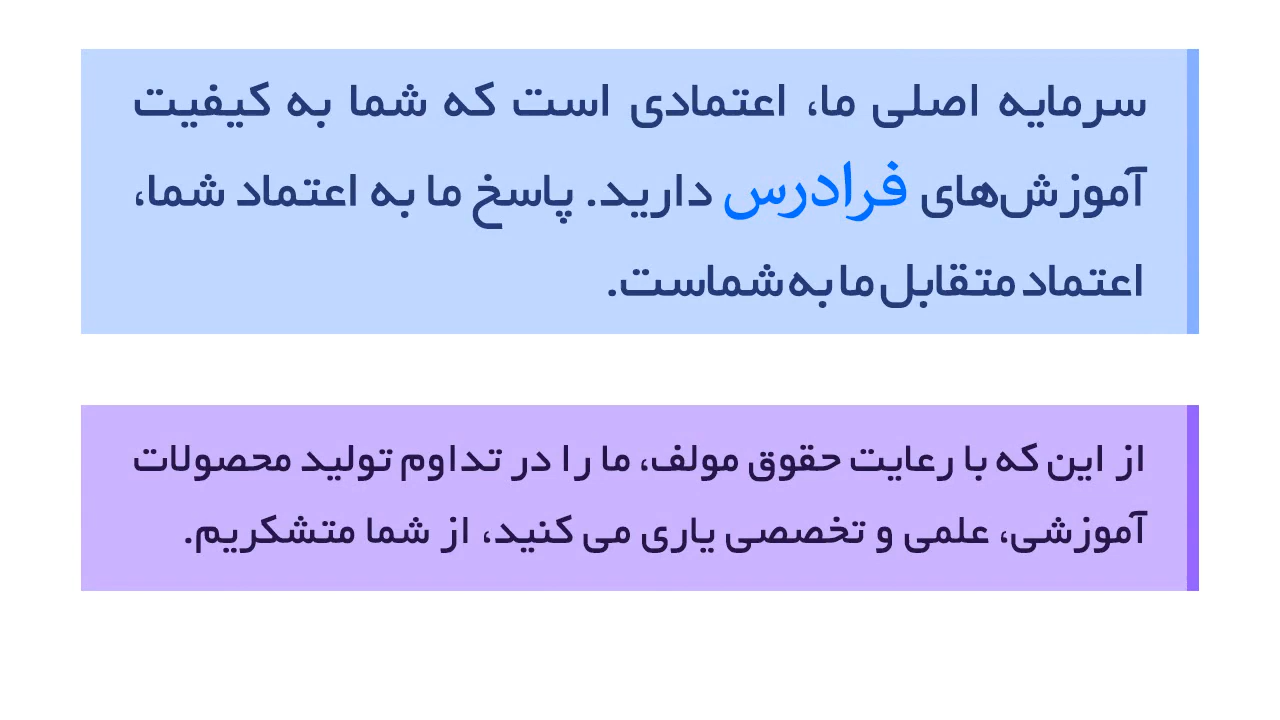 سرمایه اصلی ما، اعتمادی است که شما به کیفیت
آموزش‌های فرادرس دارید. پاسخ ما به اعتماد شما،
اعتماد متقابل ما به شماست.
از این که با رعایت حقوق مولف، ما را در تداوم تولید محصولات
آموزشی، علمی و تخصصی یاری می کنید، از شما متشکریم.